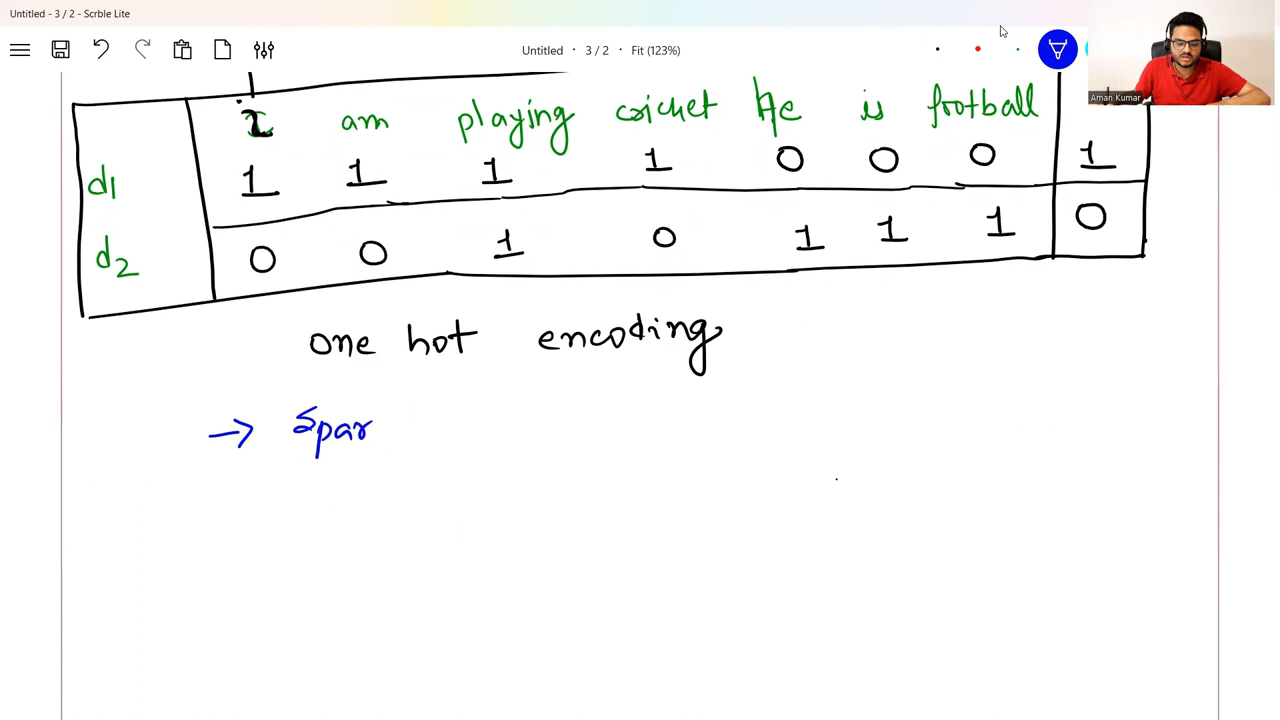 Untitled - 3 / 2 - Scrble Lite
Untitled • 3 / 2 • Fit (123%)
Aman Kumar
I am playing cricket He is football
d1 1 1 1 1 0 0 0 1
d2 0 0 1 0 1 1 1 0
one hot encoding
→ Spar